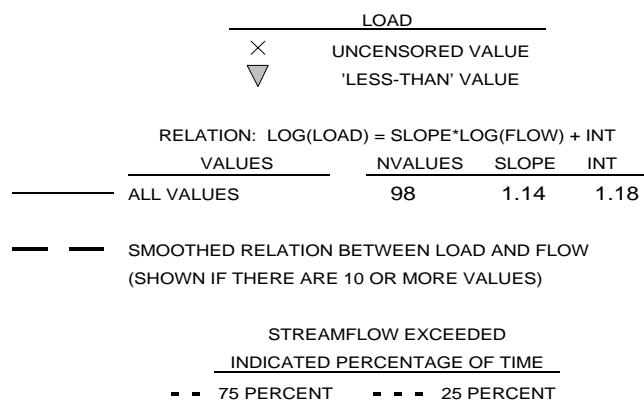 LOAD
UNCENSORED VALUE
'LESS-THAN' VALUE
RELATION: LOG(LOAD) = SLOPE*LOG(FLOW) + INT
VALUES NVALUES SLOPE INT
ALL VALUES 98 1.14 1.18
SMOOTHED RELATION BETWEEN LOAD AND FLOW
(SHOWN IF THERE ARE 10 OR MORE VALUES)
STREAMFLOW EXCEEDED
INDICATED PERCENTAGE OF TIME
75 PERCENT 25 PERCENT